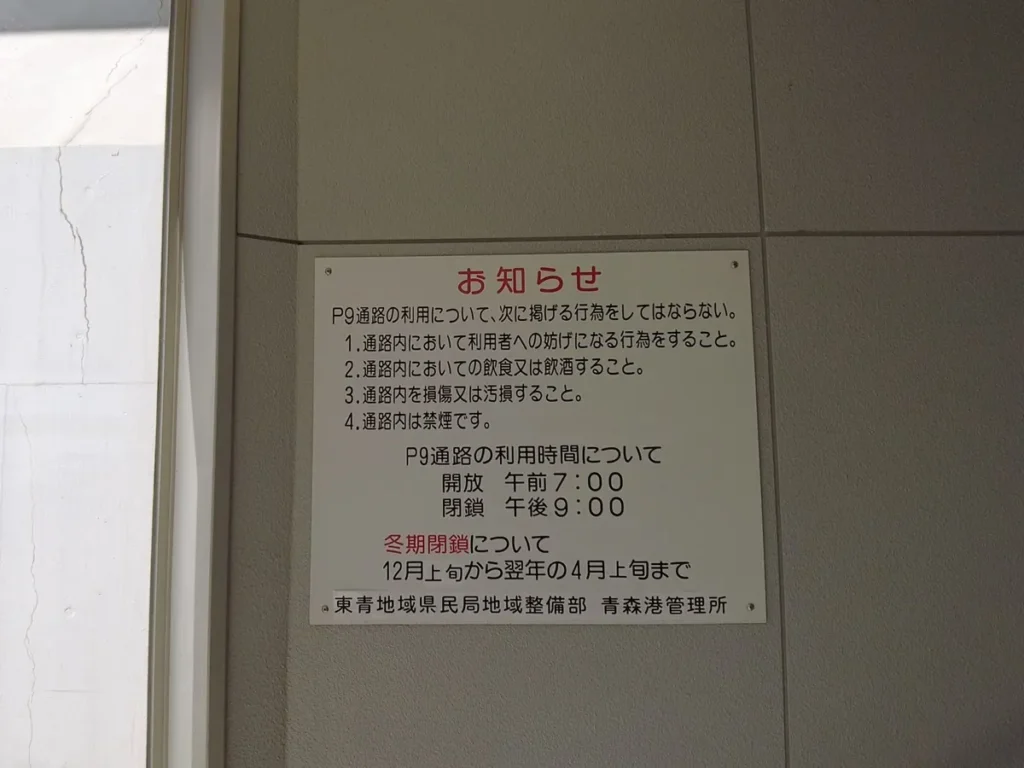 お知らせ
P9通路の利用について、次に掲げる行為をしてはならない。
1.通路内において利用者への妨げになる行為をすること。
2.通路内においての飲食又は飲酒すること。
3.通路内を損傷又は汚損すること。
4.通路内は禁煙です。
P9通路の利用時間について
開放 午前7:00
閉鎖 午後9:00
冬期閉鎖について
12月上旬から翌年の4月上旬まで
東青地域県民局地域整備部 青森港管理所